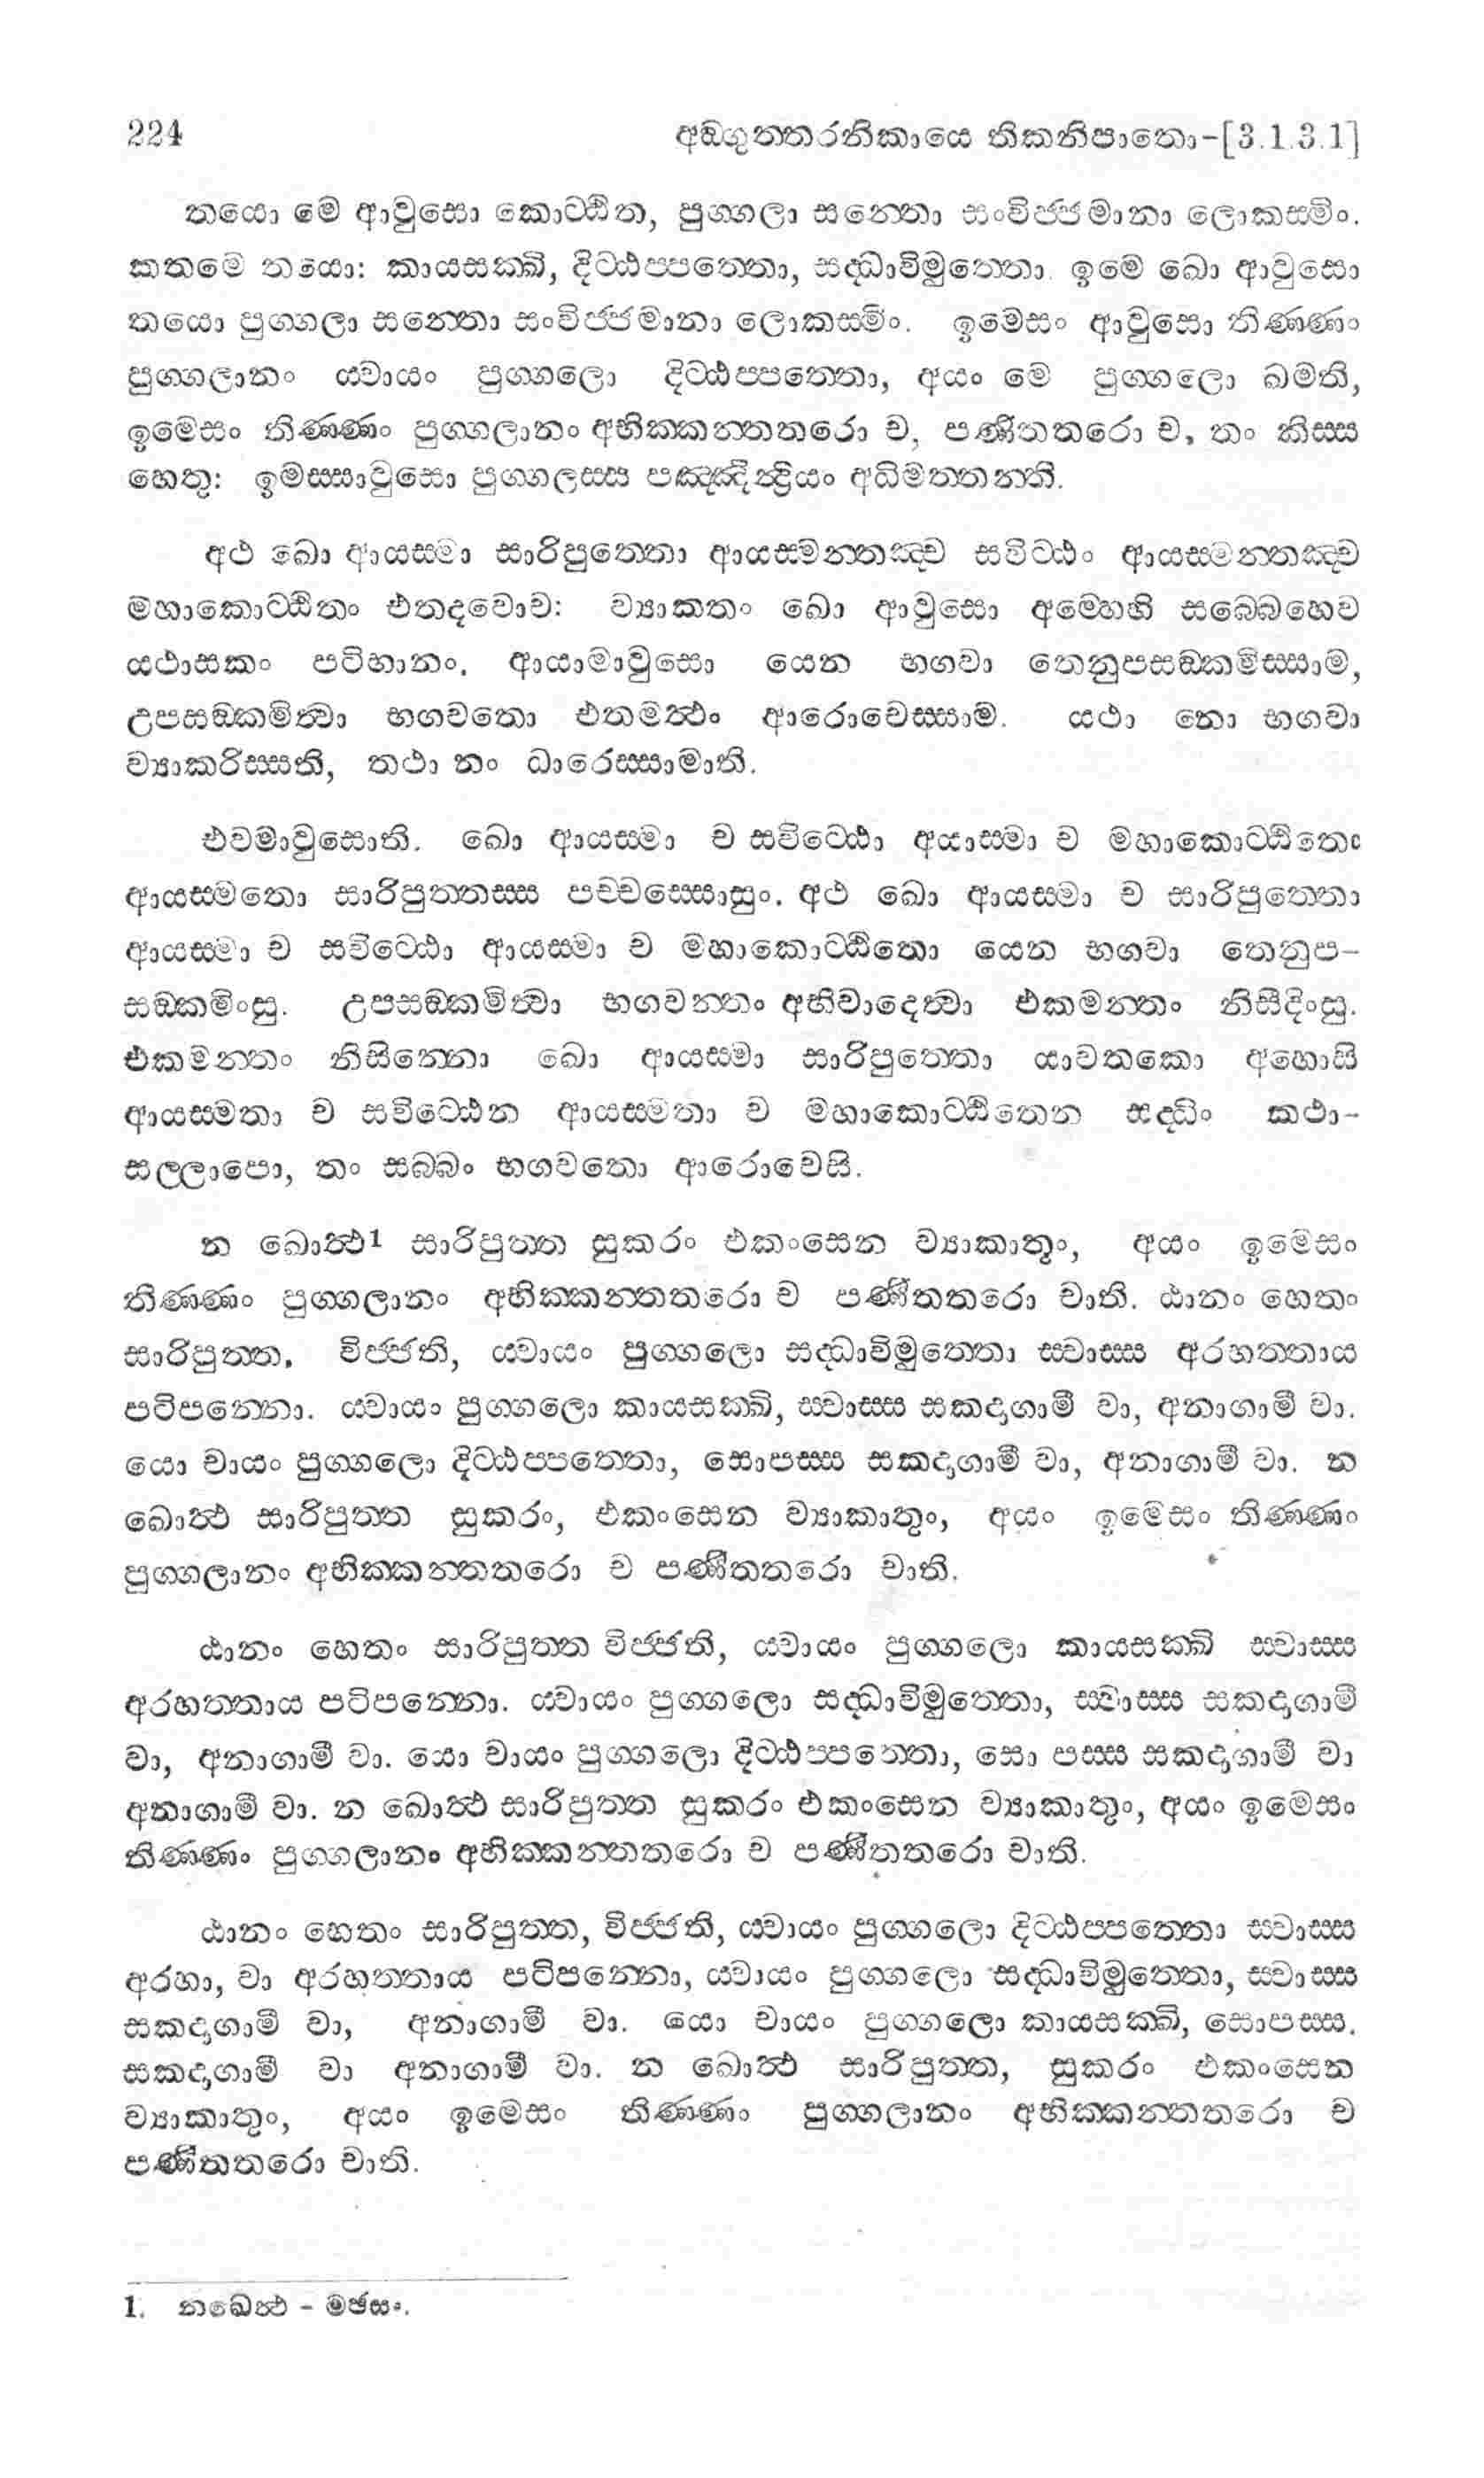 224 අඞ්ගුත්තරනිකායෙ තිකනිපාතො-[3.1.3.1]
තයො මෙ ආවුසො කොට්ඨිත, පුග්ගලා සන්තො සංවිජ්ජමානා ලොකස්මිං.
කතමෙ තයො: කායසක්ඛි, දිට්ඨප්පත්තො, සද්ධාවිමුත්තො. ඉමෙ ඛො ආවුසො
තයො පුග්ගලා සන්තො සංවිජ්ජමානා ලොකස්මිං. ඉමෙසං ආවුසො තිණ්ණං
පුග්ගලානං ය්වායං පුග්ගලො දිට්ඨප්පත්තො, අයං මෙ පුග්ගලො ඛමති,
ඉමෙසං තිණ්ණං පුග්ගලානං අභික්කන්තතරො ච, පණීතතරො ච, තං කිස්ස
හෙතු: ඉමස්සාවුසො පුග්ගලස්ස පඤ්ඤින්ද්‍රියං අධිමත්තන්ති.
අථ ඛො ආයස්මා සාරිපුත්තො ආයස්මන්තඤ්ච සවිට්ඨං ආයස්මන්තඤ්ච
මහාකොට්ඨිතං එතදවොච: ව්‍යාකතං ඛො ආවුසො අම්හෙහි සබ්බෙහෙව
යථාසකං පටිභානං. ආයාමාවුසො යෙන භගවා තෙනුපසඞ්කමිස්සාම,
උපසඞ්කමිත්වා භගවතො එතමත්ථං ආරොචෙස්සාම. යථා නො භගවා
ව්‍යාකරිස්සති, තථා නං ධාරෙස්සාමාති.
එවමාවුසොති. ඛො ආයස්මා ච සවිට්ඨො අයාස්මා ච මහාකොට්ඨිතො
ආයස්මතො සාරිපුත්තස්ස පච්චස්සොසුං. අථ ඛො ආයස්මා ච සාරිපුත්තො
ආයස්මා ච සවිට්ඨො ආයස්මා ච මහාකොට්ඨිතො යෙන භගවා තෙනුප-
සඞ්කමිංසු. උපසඞ්කමිත්වා භගවන්තං අභිවාදෙත්වා එකමන්තං නිසීදිංසු.
එකමන්තං නිසින්නො ඛො ආයස්මා සාරිපුත්තො යාවතකො අහොසි
ආයස්මතා ච සවිට්ඨෙන ආයස්මතා ච මහාකොට්ඨිතෙන සද්ධිං කථා-
සල්ලාපො, තං සබ්බං භගවතො ආරොචෙසි.
න ඛොත්ථ1 සාරිපුත්ත සුකරං එකංසෙන ව්‍යාකාතූං, අයං ඉමෙසං
තිණ්ණං පුග්ගලානං අභික්කන්තතරො ච පණීතතරො චාති. ඨානං හෙතං
සාරිපුත්ත, විජ්ජති, ය්වායං පුග්ගලො සද්ධාවිමුත්තො ස්වාස්ස අරහත්තාය
පටිපන්නො. ය්වායං පුග්ගලො කායසක්ඛි, ස්වාස්ස සකදාගාමී වා, අනාගාමී වා.
යො චායං පුග්ගලො දිට්ඨප්පත්තො, සොපස්ස සකදාගාමී වා, අනාගාමී වා. න
ඛොත්ථ සාරිපුත්ත සුකරං, එකංසෙන ව්‍යාකාතුං, අයං ඉමෙසං තිණ්ණං
පුග්ගලානං අභික්කන්තතරො ච පණීතතරො චාති.
ඨානං හෙතං සාරිපුත්ත විජ්ජති, ය්වායං පුග්ගලො කායසක්ඛි ස්වාස්ස
අරහත්තාය පටිපන්නො. ය්වායං පුග්ගලො සද්ධාවිමුත්තො, ස්වාස්ස සකදාගාමී
වා, අනාගාමී වා. යො චායං පුග්ගලො දිට්ඨප්පත්තො, සො පස්ස සකදාගාමී වා
අනාගාමී වා. න ඛොත්ථ සාරිපුත්ත සුකරං එකංසෙන ව්‍යාකාතුං, අයං ඉමෙසං
තිණ්ණං පුග්ගලානං අභික්කන්තතරො ච පණීතතරො චාති.
ඨානං හෙතං සාරිපුත්ත, විජ්ජති, ය්වායං පුග්ගලො දිට්ඨප්පත්තො ස්වාස්ස
අරහා, වා අරහත්තාය පටිපන්නො, ය්වායං පුග්ගලො සද්ධාවිමුත්තො, ස්වාස්ස
සකදාගාමී වා, අනාගාමී වා. යො චායං පුග්ගලො කායසක්ඛි, සොපස්ස.
සකදාගාමී වා අනාගාමී වා. න ඛොත්ථ සාරිපුත්ත, සුකරං එකංසෙන
ව්‍යාකාතුං, අයං ඉමෙසං තිණ්ණං පුග්ගලානං අභික්කන්තතරො ච
පණීතතරො චාති.
1. නඛෙත්ථ - මඡසං.